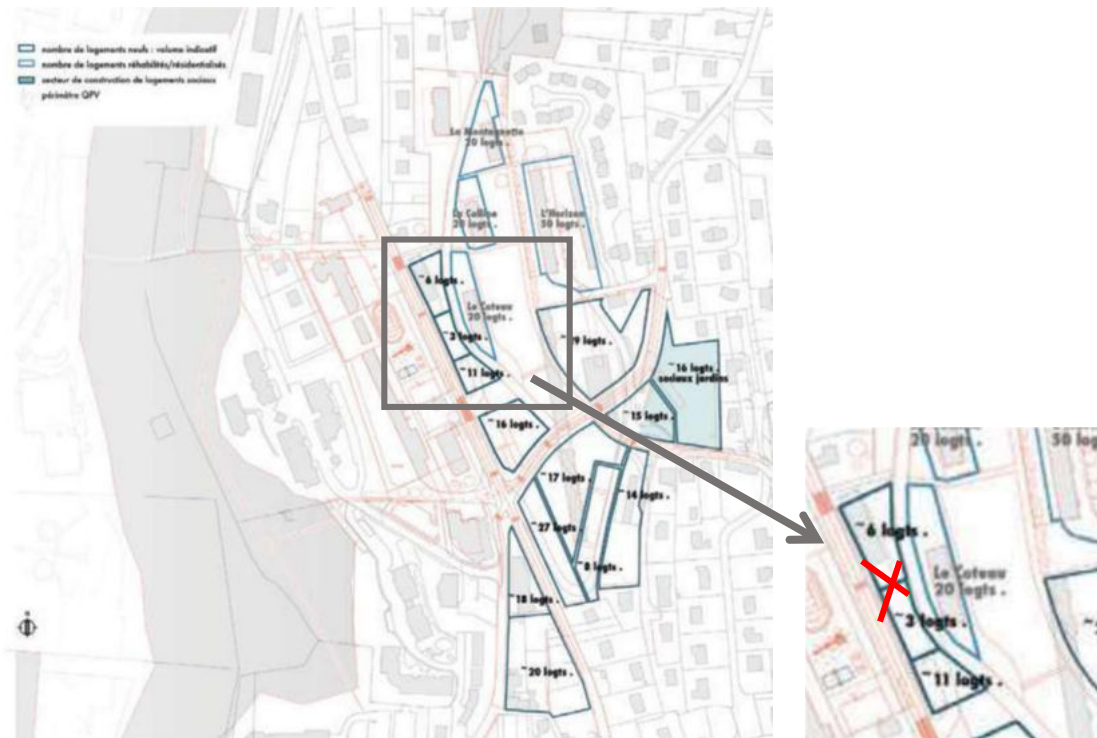 nombre de logements neufs : volume indicatif
nombre de logements réhabilités/résidentialisés
secteur de construction de logements sociaux
périmètre QPV
La Montagnette
20 logts .
La Colline
20 logts .
L'Horizon
50 logts .
~6 logts .
Le Coteau
20 logts .
~3 logts .
~11 logts .
9 logts .
~16 logts .
sociaux jardins
~15 logts .
~16 logts .
~17 logts .
~14 logts .
~27 logts .
~8 logts .
~18 logts .
~20 logts .
20 logts .
50 log
~6 logts .
Le Coteau
20 logts .
~3 logts .
~11 logts .